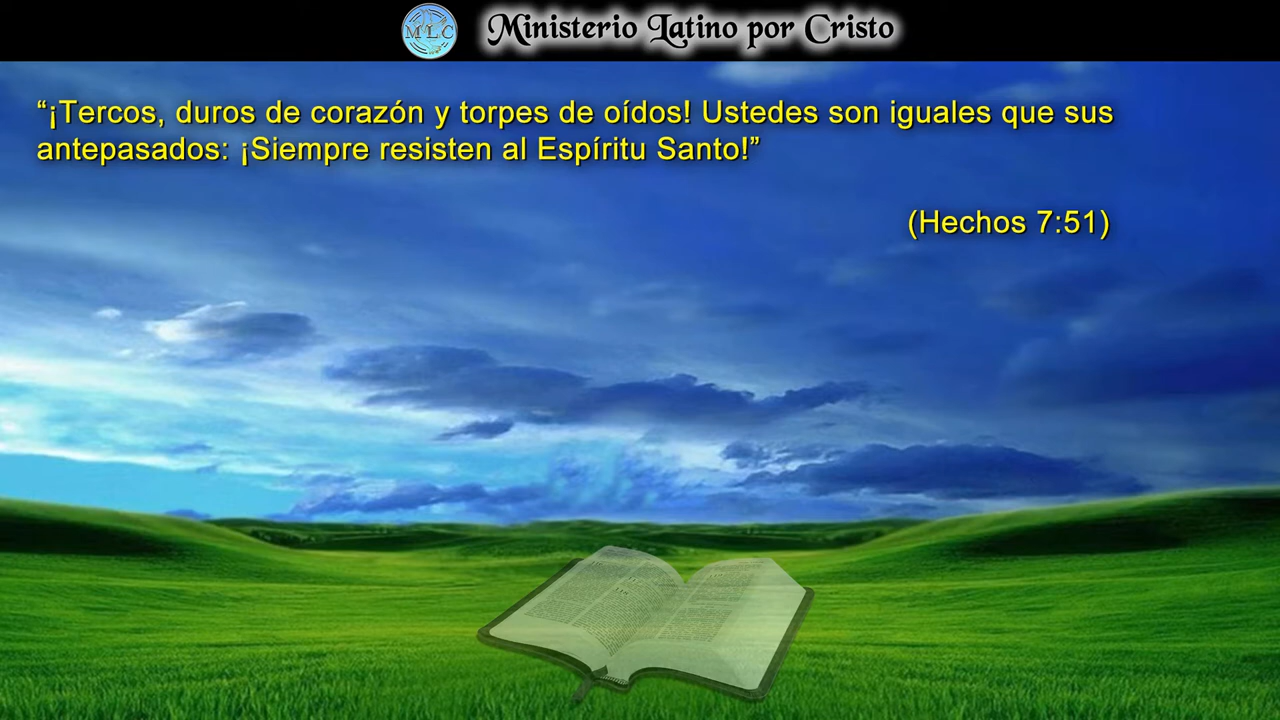 MLC
Ministerio Latino por Cristo
“¡Tercos, duros de corazón y torpes de oídos! Ustedes son iguales que sus
antepasados: ¡Siempre resisten al Espíritu Santo!”
(Hechos 7:51)